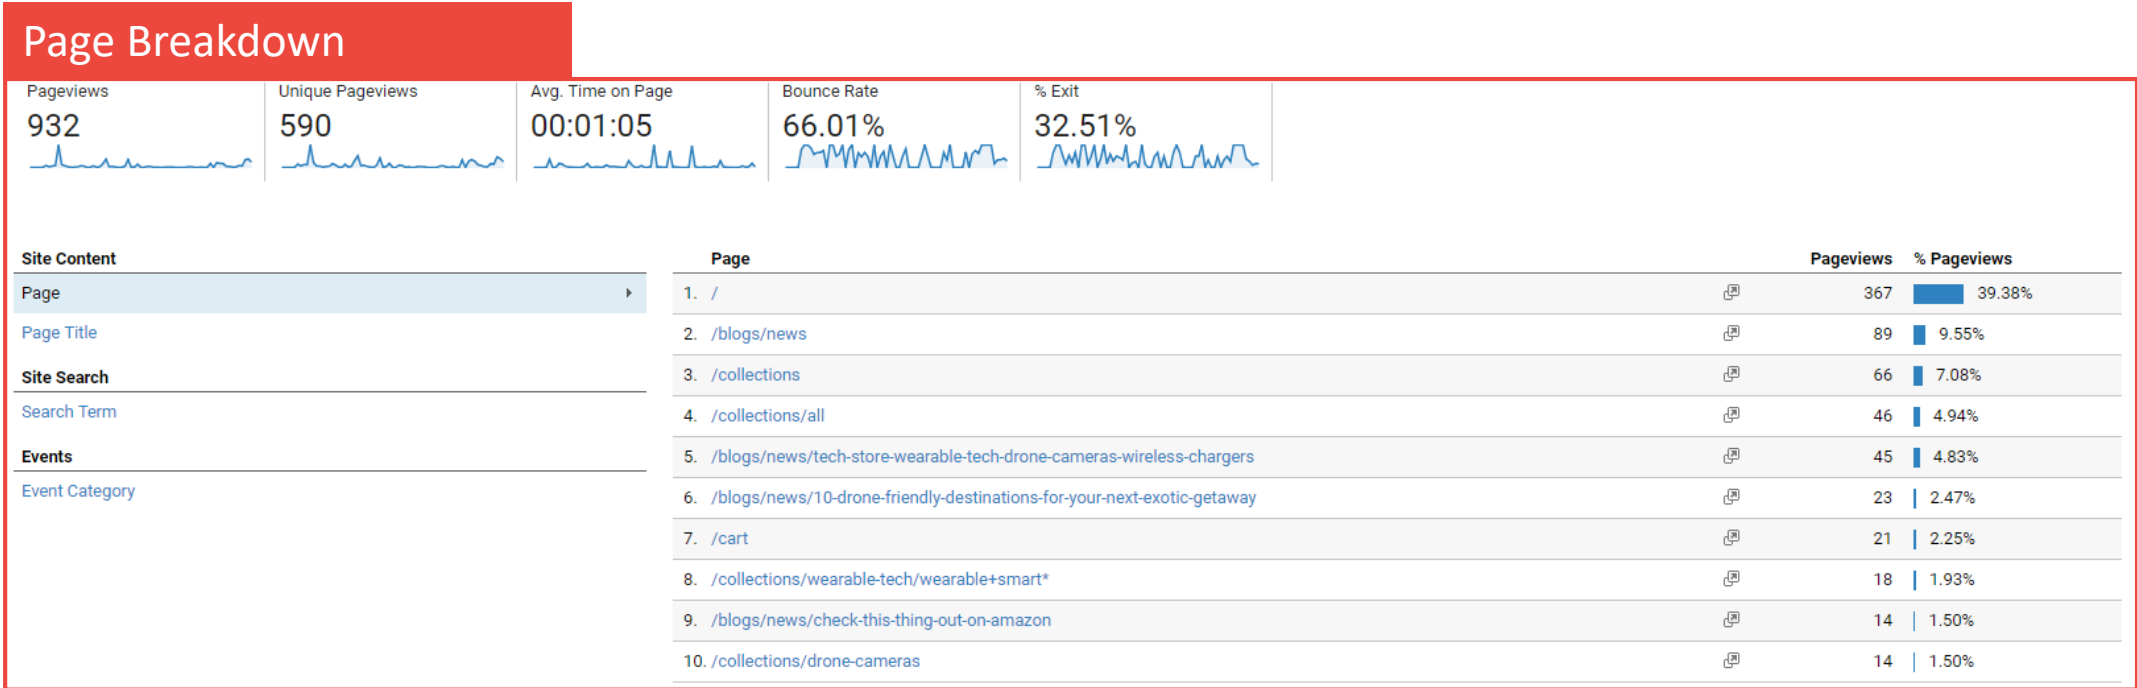 Page Breakdown
Pageviews Unique Pageviews Avg. Time on Page Bounce Rate % Exit
932 590 00:01:05 66.01% 32.51%
Site Content
Page
Page Title
Site Search
Search Term
Events
Event Category
Page Pageviews % Pageviews
1. / 367 39.38%
2. /blogs/news 89 9.55%
3. /collections 66 7.08%
4. /collections/all 46 4.94%
5. /blogs/news/tech-store-wearable-tech-drone-cameras-wireless-chargers 45 4.83%
6. /blogs/news/10-drone-friendly-destinations-for-your-next-exotic-getaway 23 2.47%
7. /cart 21 2.25%
8. /collections/wearable-tech/wearable+smart* 18 1.93%
9. /blogs/news/check-this-thing-out-on-amazon 14 1.50%
10. /collections/drone-cameras 14 1.50%